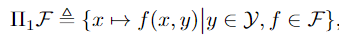 Π₁ℱ ≜ {x ↦ f(x, y)|y ∈ 𝒴, f ∈ ℱ},